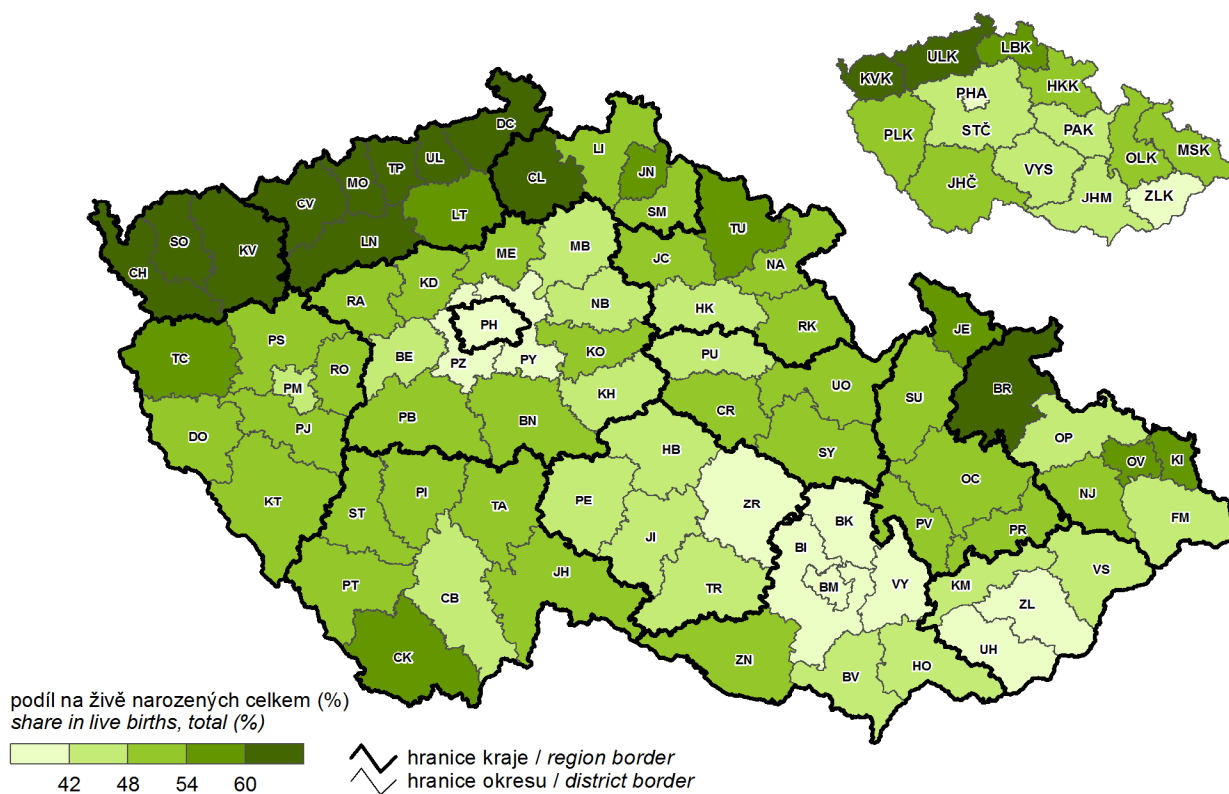 ULK
LBK
KVK
HKK
PHA
PLK
STČ
PAK
MSK
OLK
VYS
JHČ
ZLK
JHM
DC
UL
LI
TP
JN
CL
MO
CV
LT
SM
TU
SO
LN
KV
MB
CH
ME
JC
NA
KD
RA
NB
HK
PH
RK
JE
PS
KO
TC
BE
PU
PZ
PY
RO
UO
BR
PM
KH
SU
CR
PB
BN
PJ
DO
OP
HB
SY
OV
KI
OC
PI
NJ
KT
PE
ZR
TA
ST
FM
BK
PV
PR
JI
BI
VS
JH
PT
KM
BM
VY
TR
CB
ZL
UH
CK
ZN
HO
BV
podíl na živě narozených celkem (%)
share in live births, total (%)
42 48 54 60
hranice kraje / region border
hranice okresu / district border